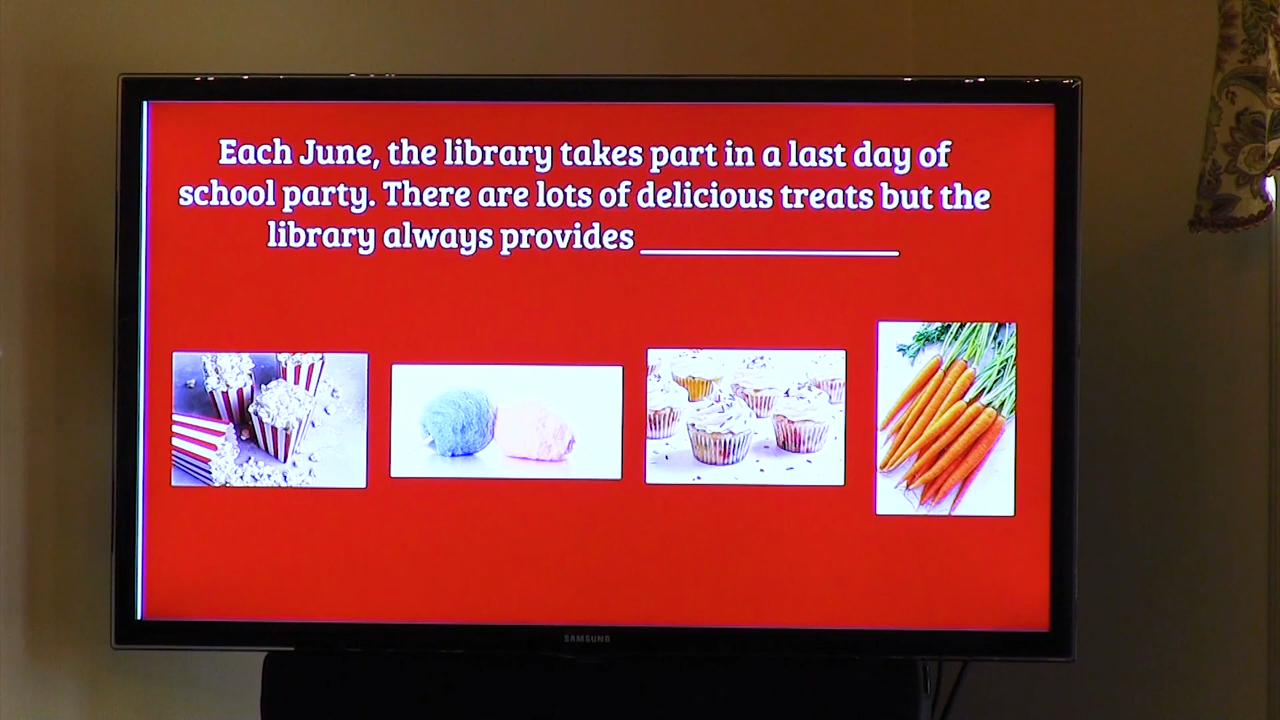 Each June, the library takes part in a last day of
school party. There are lots of delicious treats but the
library always provides _______________
SAMSUNG